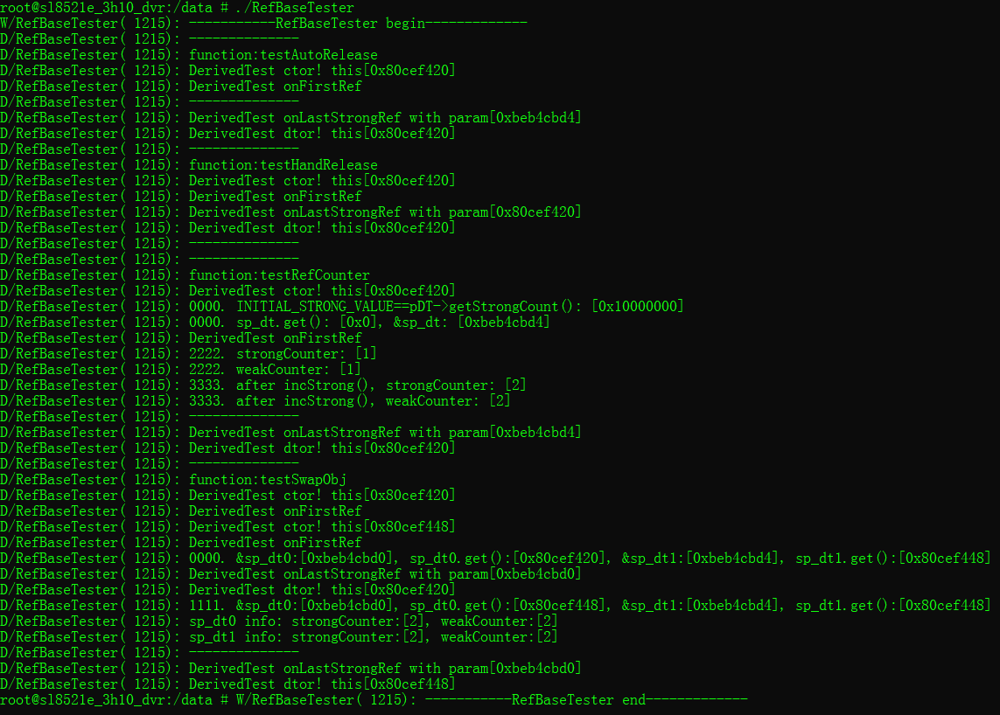 root@sl8521e_3h10_dvr:/data # ./RefBaseTester
W/RefBaseTester( 1215): -----------RefBaseTester begin-------------
D/RefBaseTester( 1215): --------------
D/RefBaseTester( 1215): function:testAutoRelease
D/RefBaseTester( 1215): DerivedTest ctor! this[0x80cef420]
D/RefBaseTester( 1215): DerivedTest onFirstRef
D/RefBaseTester( 1215): --------------
D/RefBaseTester( 1215): DerivedTest onLastStrongRef with param[0xbeb4cbd4]
D/RefBaseTester( 1215): DerivedTest dtor! this[0x80cef420]
D/RefBaseTester( 1215): --------------
D/RefBaseTester( 1215): function:testHandRelease
D/RefBaseTester( 1215): DerivedTest ctor! this[0x80cef420]
D/RefBaseTester( 1215): DerivedTest onFirstRef
D/RefBaseTester( 1215): DerivedTest onLastStrongRef with param[0x80cef420]
D/RefBaseTester( 1215): DerivedTest dtor! this[0x80cef420]
D/RefBaseTester( 1215): --------------
D/RefBaseTester( 1215): --------------
D/RefBaseTester( 1215): function:testRefCounter
D/RefBaseTester( 1215): DerivedTest ctor! this[0x80cef420]
D/RefBaseTester( 1215): 0000. INITIAL_STRONG_VALUE==pDT->getStrongCount(): [0x10000000]
D/RefBaseTester( 1215): 0000. sp_dt.get(): [0x0], &sp_dt: [0xbeb4cbd4]
D/RefBaseTester( 1215): DerivedTest onFirstRef
D/RefBaseTester( 1215): 2222. strongCounter: [1]
D/RefBaseTester( 1215): 2222. weakCounter: [1]
D/RefBaseTester( 1215): 3333. after incStrong(), strongCounter: [2]
D/RefBaseTester( 1215): 3333. after incStrong(), weakCounter: [2]
D/RefBaseTester( 1215): --------------
D/RefBaseTester( 1215): DerivedTest onLastStrongRef with param[0xbeb4cbd4]
D/RefBaseTester( 1215): DerivedTest dtor! this[0x80cef420]
D/RefBaseTester( 1215): --------------
D/RefBaseTester( 1215): function:testSwapObj
D/RefBaseTester( 1215): DerivedTest ctor! this[0x80cef420]
D/RefBaseTester( 1215): DerivedTest onFirstRef
D/RefBaseTester( 1215): DerivedTest ctor! this[0x80cef448]
D/RefBaseTester( 1215): DerivedTest onFirstRef
D/RefBaseTester( 1215): 0000. &sp_dt0:[0xbeb4cbd0], sp_dt0.get():[0x80cef420], &sp_dt1:[0xbeb4cbd4], sp_dt1.get():[0x80cef448]
D/RefBaseTester( 1215): DerivedTest onLastStrongRef with param[0xbeb4cbd0]
D/RefBaseTester( 1215): DerivedTest dtor! this[0x80cef420]
D/RefBaseTester( 1215): 1111. &sp_dt0:[0xbeb4cbd0], sp_dt0.get():[0x80cef448], &sp_dt1:[0xbeb4cbd4], sp_dt1.get():[0x80cef448]
D/RefBaseTester( 1215): sp_dt0 info: strongCounter:[2], weakCounter:[2]
D/RefBaseTester( 1215): sp_dt1 info: strongCounter:[2], weakCounter:[2]
D/RefBaseTester( 1215): --------------
D/RefBaseTester( 1215): DerivedTest onLastStrongRef with param[0xbeb4cbd0]
D/RefBaseTester( 1215): DerivedTest dtor! this[0x80cef448]
root@sl8521e_3h10_dvr:/data # W/RefBaseTester( 1215): -----------RefBaseTester end-------------